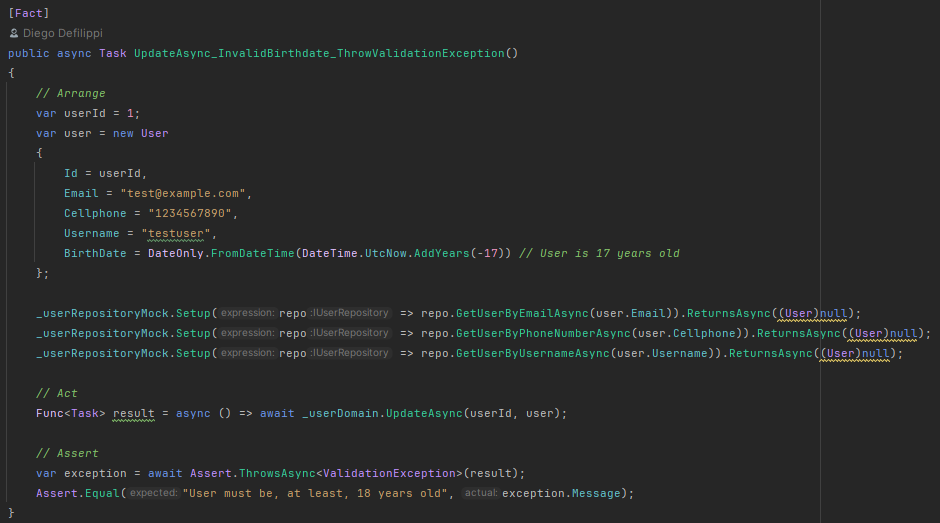 [Fact]
Diego Defilippi
public async Task UpdateAsync_InvalidBirthdate_ThrowValidationException()
{
// Arrange
var userId = 1;
var user = new User
{
Id = userId,
Email = "test@example.com",
Cellphone = "1234567890",
Username = "testuser",
BirthDate = DateOnly.FromDateTime(DateTime.UtcNow.AddYears(-17)) // User is 17 years old
};
_userRepositoryMock.Setup( expression: repo :IUserRepository => repo.GetUserByEmailAsync(user.Email)).ReturnsAsync((User)null);
_userRepositoryMock.Setup( expression: repo :IUserRepository => repo.GetUserByPhoneNumberAsync(user.Cellphone)).ReturnsAsync((User)null);
_userRepositoryMock.Setup( expression: repo :IUserRepository => repo.GetUserByUsernameAsync(user.Username)).ReturnsAsync((User)null);
// Act
Func<Task> result = async () => await _userDomain.UpdateAsync(userId, user);
// Assert
var exception = await Assert.ThrowsAsync<ValidationException>(result);
Assert.Equal( expected: "User must be, at least, 18 years old", actual: exception.Message);
}